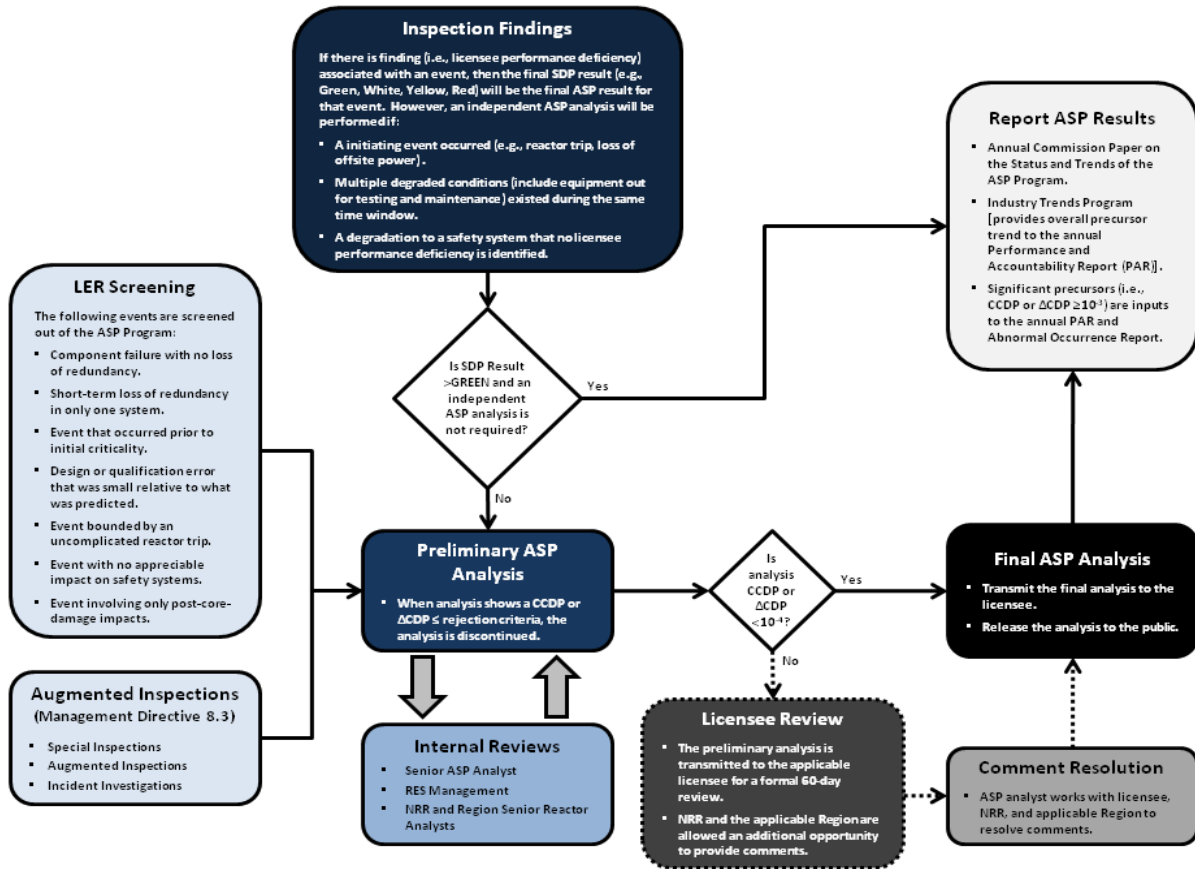 Inspection Findings
If there is finding (i.e., licensee performance deficiency)
associated with an event, then the final SDP result (e.g.,
Green, White, Yellow, Red) will be the final ASP result for
that event. However, an independent ASP analysis will be
performed if:
▪ A initiating event occurred (e.g., reactor trip, loss of
offsite power).
▪ Multiple degraded conditions (include equipment out
for testing and maintenance) existed during the same
time window.
▪ A degradation to a safety system that no licensee
performance deficiency is identified.
Report ASP Results
▪ Annual Commission Paper on
the Status and Trends of the
ASP Program.
▪ Industry Trends Program
[provides overall precursor
trend to the annual
Performance and
Accountability Report (PAR)].
▪ Significant precursors (i.e.,
CCDP or ΔCDP ≥10⁻³) are inputs
to the annual PAR and
Abnormal Occurrence Report.
LER Screening
The following events are screened
out of the ASP Program:
▪ Component failure with no loss
of redundancy.
▪ Short-term loss of redundancy
in only one system.
▪ Event that occurred prior to
initial criticality.
▪ Design or qualification error
that was small relative to what
was predicted.
▪ Event bounded by an
uncomplicated reactor trip.
▪ Event with no appreciable
impact on safety systems.
▪ Event involving only post-core-
damage impacts.
Is SDP Result
>GREEN and an
independent
ASP analysis is
not required?
Yes
No
Preliminary ASP
Analysis
▪ When analysis shows a CCDP or
ΔCDP ≤ rejection criteria, the
analysis is discontinued.
Is
analysis
CCDP or
ΔCDP
<10⁻⁴?
Yes
No
Final ASP Analysis
▪ Transmit the final analysis to the
licensee.
▪ Release the analysis to the public.
Augmented Inspections
(Management Directive 8.3)
▪ Special Inspections
▪ Augmented Inspections
▪ Incident Investigations
Internal Reviews
▪ Senior ASP Analyst
▪ RES Management
▪ NRR and Region Senior Reactor
Analysts
Licensee Review
▪ The preliminary analysis is
transmitted to the applicable
licensee for a formal 60-day
review.
▪ NRR and the applicable Region are
allowed an additional opportunity
to provide comments.
Comment Resolution
▪ ASP analyst works with licensee,
NRR, and applicable Region to
resolve comments.